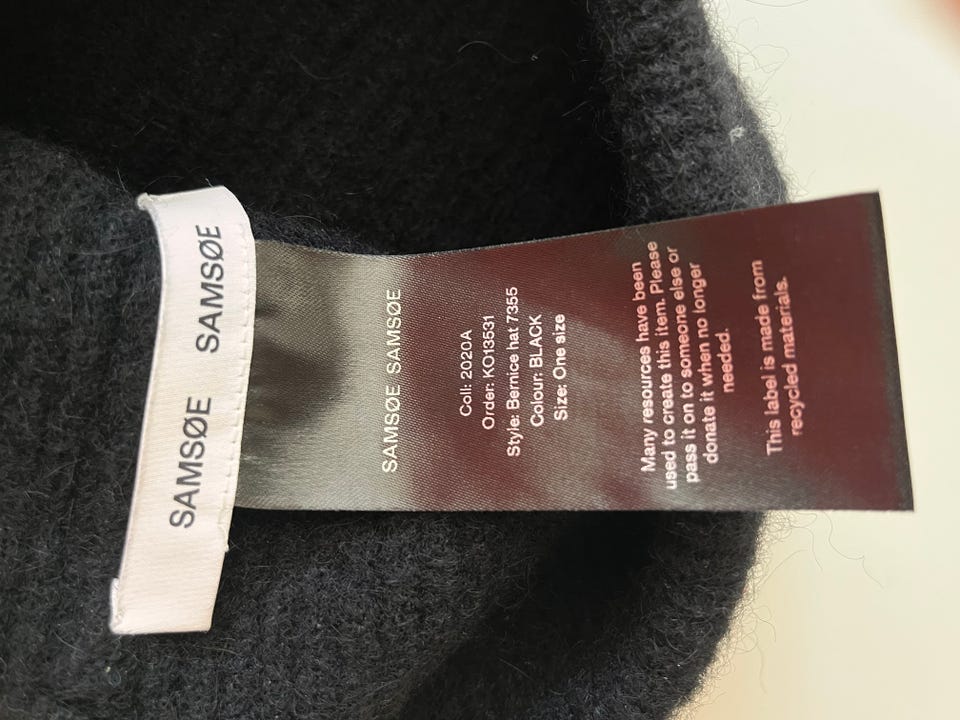 SAMSØE SAMSØE
SAMSØE SAMSØE
Coll: 2020A
Order: KO13531
Style: Bernice hat 7355
Colour: BLACK
Size: One size
Many resources have been
used to create this item. Please
pass it on to someone else or
donate it when no longer
needed.
This label is made from
recycled materials.